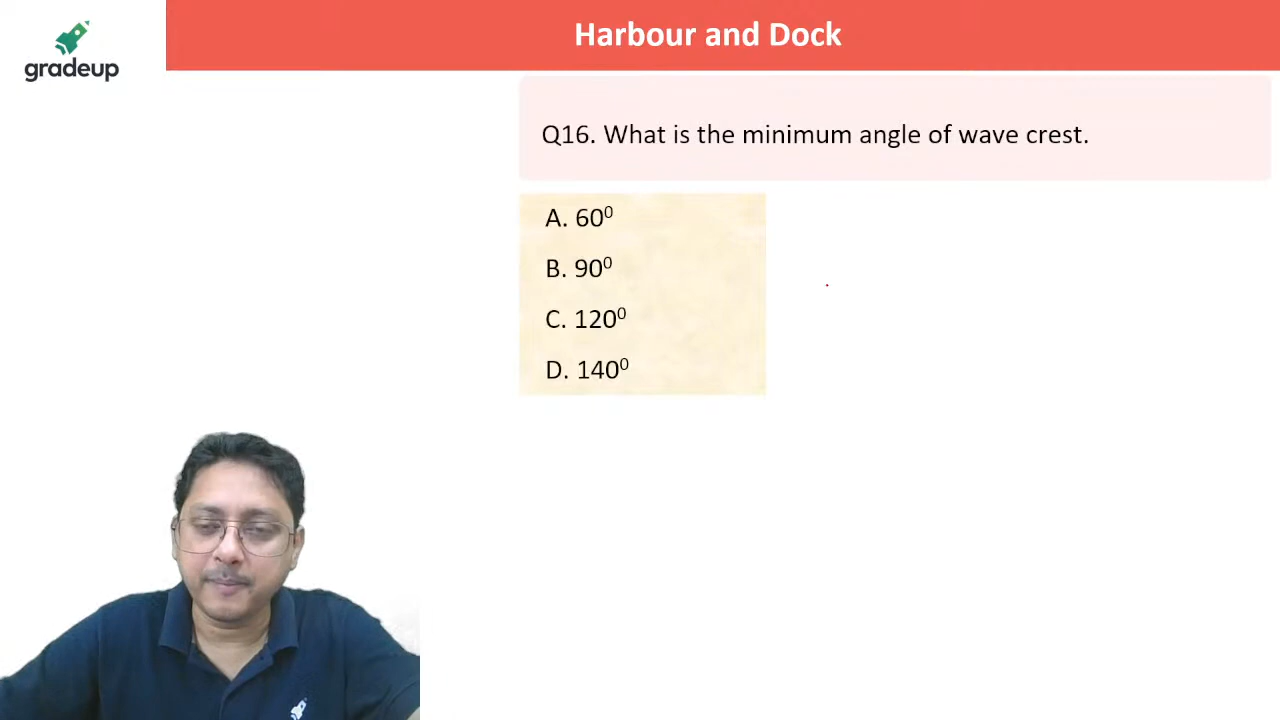 Harbour and Dock
gradeup
Q16. What is the minimum angle of wave crest.
A. 60⁰
B. 90⁰
C. 120⁰
D. 140⁰